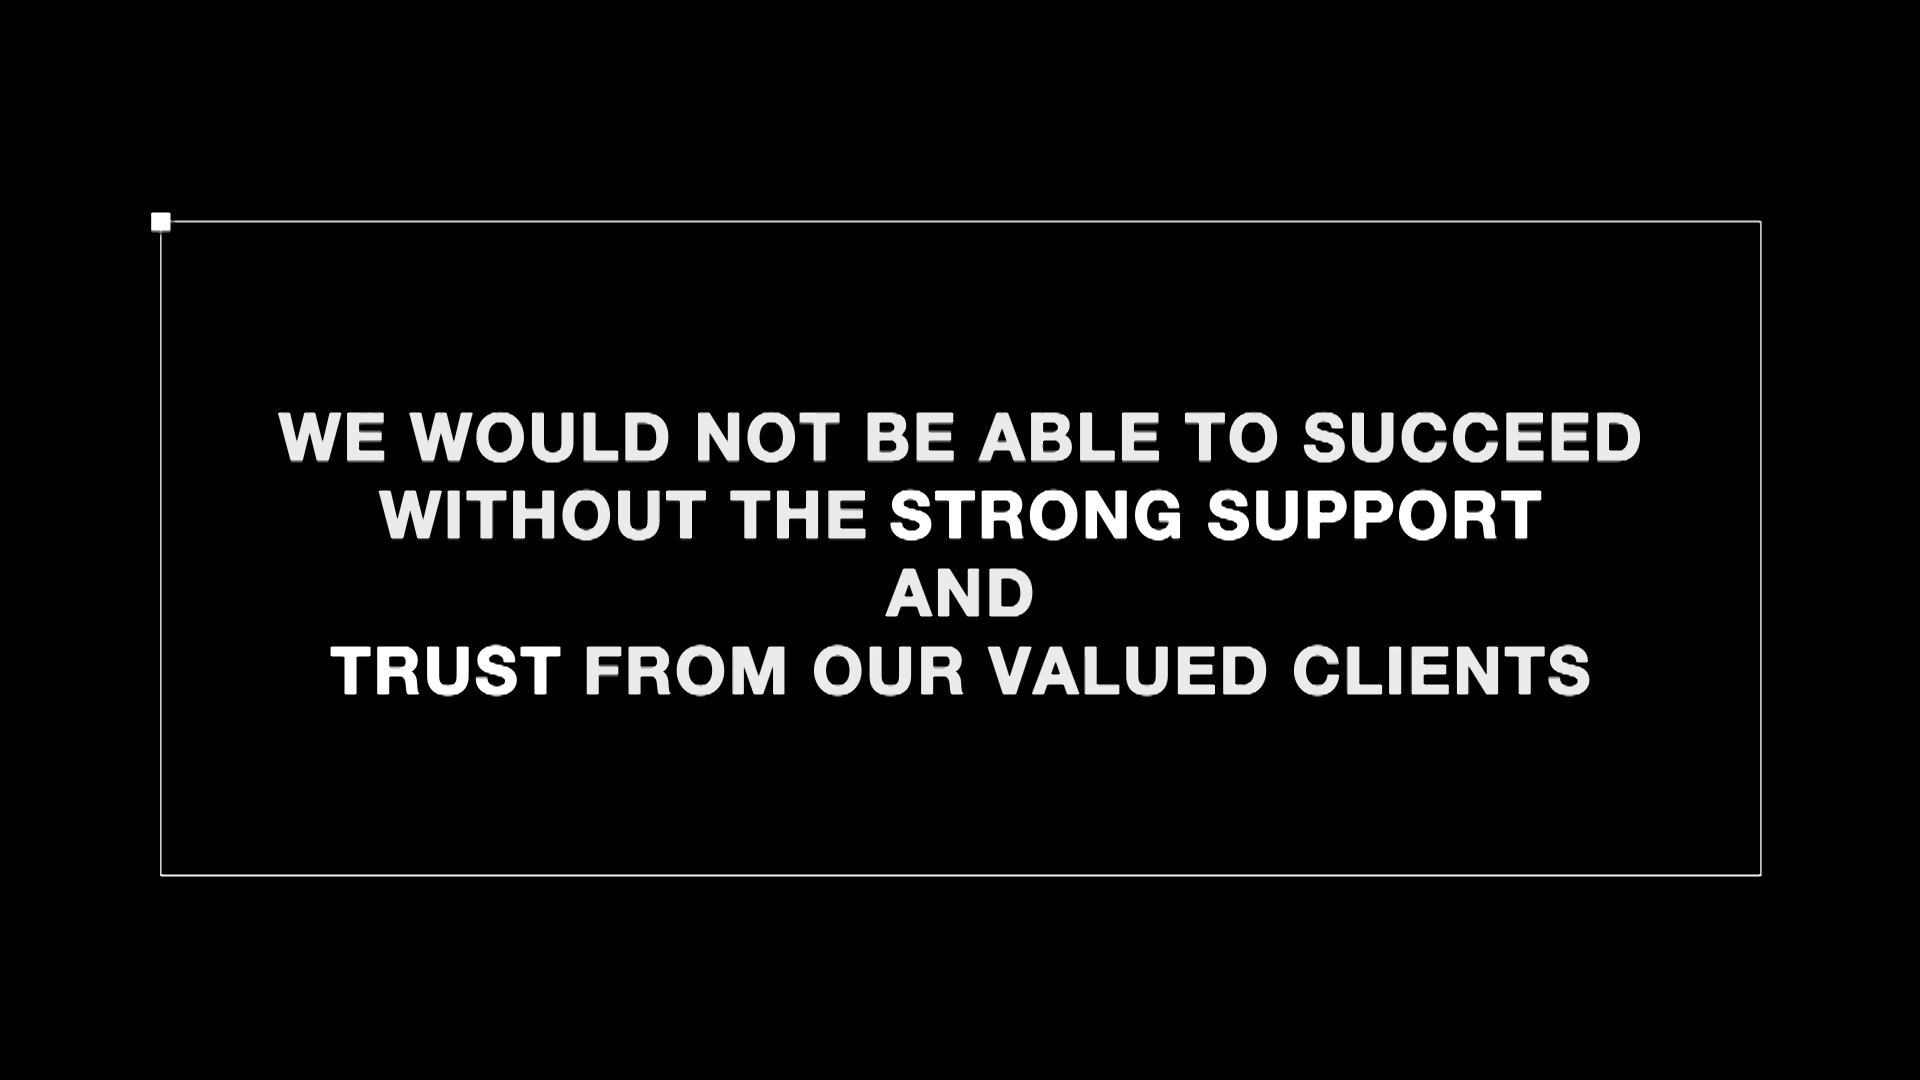 WE WOULD NOT BE ABLE TO SUCCEED
WITHOUT THE STRONG SUPPORT
AND
TRUST FROM OUR VALUED CLIENTS